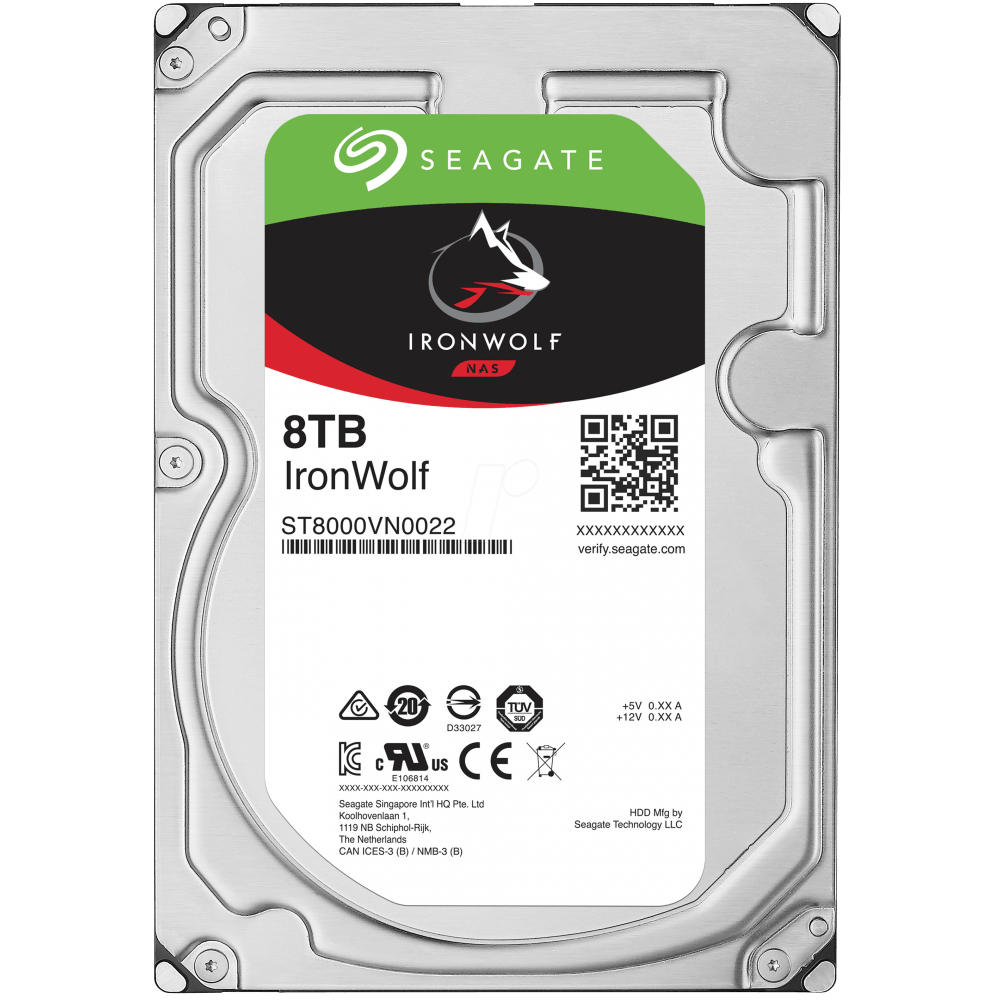 SEAGATE
IRONWOLF
NAS
8TB
IronWolf
ST8000VN0022
XXXXXXXXXXXX
verify.seagate.com
20
D33027
TÜV
SÜD
+5V 0.XX A
+12V 0.XX A
c RU US
®
E106814
CE
XXXX-XXX-XXX-XXXXXXXXX
Seagate Singapore Int'l HQ Pte. Ltd
Koolhovenlaan 1,
1119 NB Schiphol-Rijk,
The Netherlands
CAN ICES-3 (B) / NMB-3 (B)
HDD Mfg by
Seagate Technology LLC